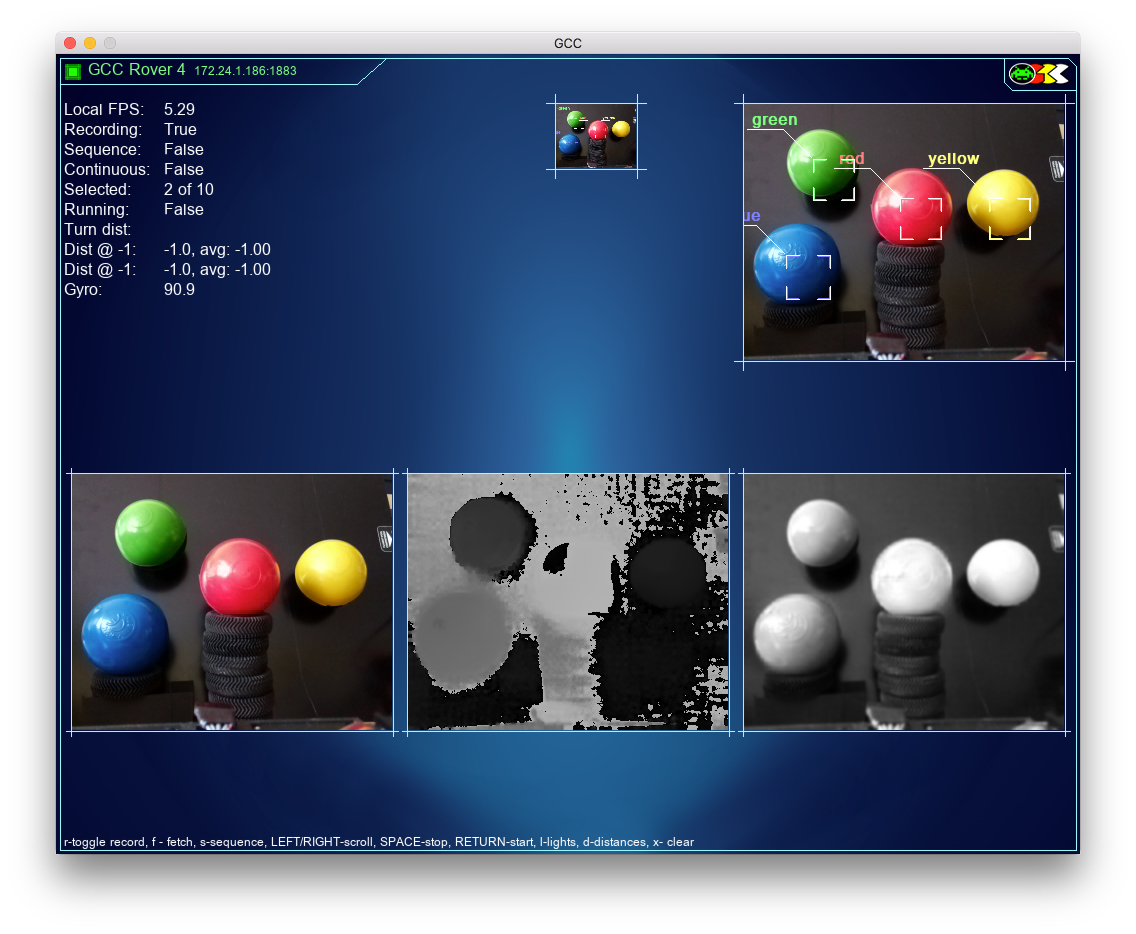 GCC
GCC Rover 4 172.24.1.186:1883
Local FPS: 5.29
Recording: True
Sequence: False
Continuous: False
Selected: 2 of 10
Running: False
Turn dist:
Dist @ -1: -1.0, avg: -1.00
Dist @ -1: -1.0, avg: -1.00
Gyro: 90.9
green
red
yellow
ue
r-toggle record, f - fetch, s-sequence, LEFT/RIGHT-scroll, SPACE-stop, RETURN-start, l-lights, d-distances, x- clear